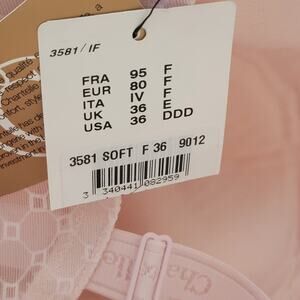 3581/IF
FRA 95 F
EUR 80 F
ITA IV F
UK 36 E
USA 36 DDD
3581 SOFT F 36 9012
3 340441 082959
Chantelle